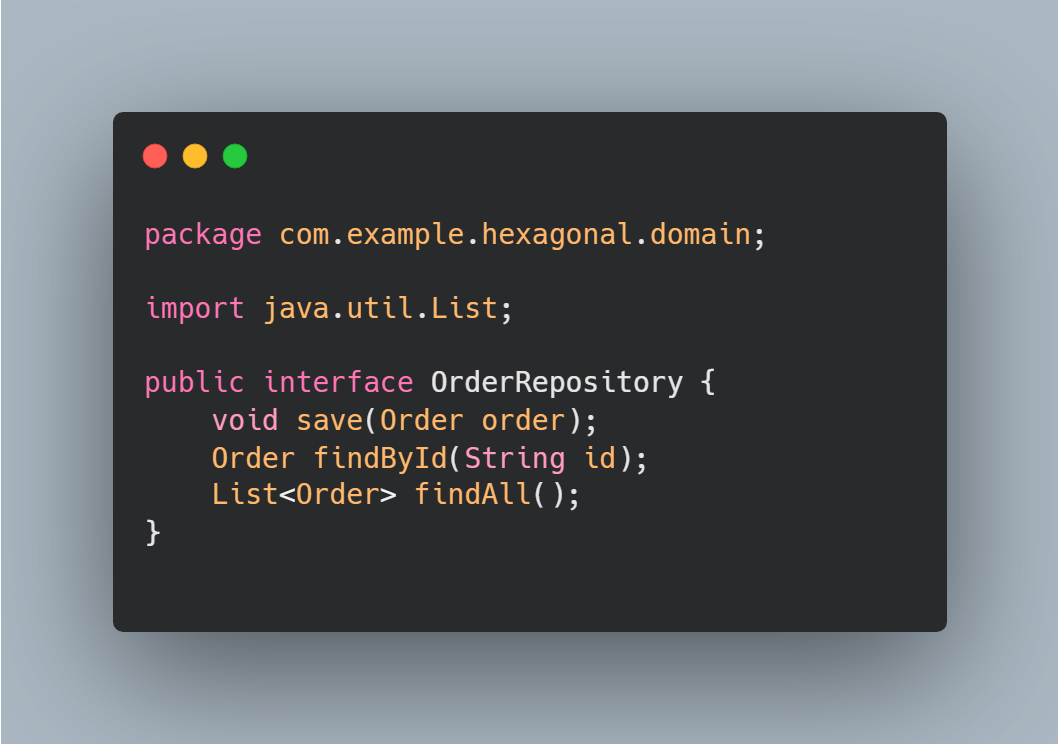 package com.example.hexagonal.domain;
import java.util.List;
public interface OrderRepository {
    void save(Order order);
    Order findById(String id);
    List<Order> findAll();
}